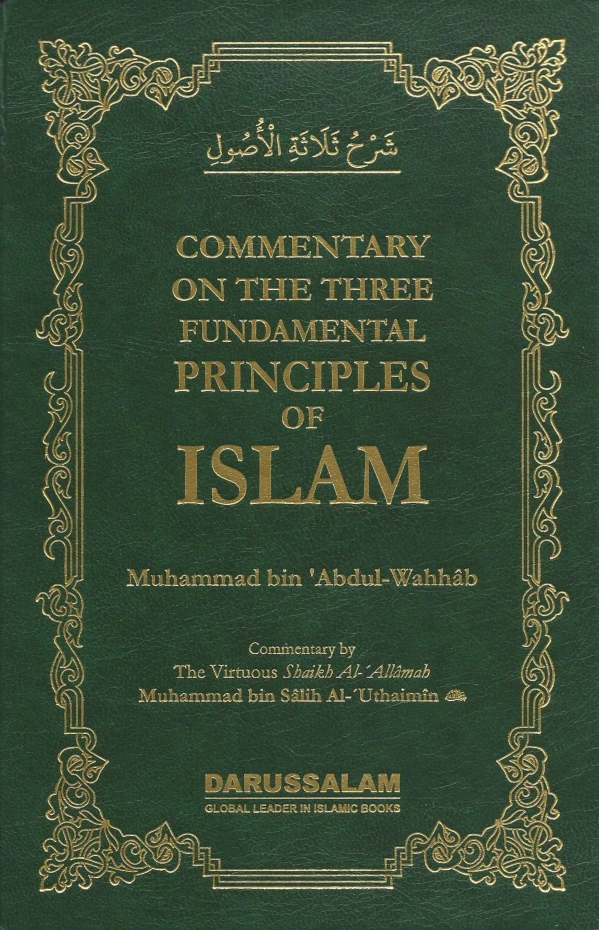 شَرْحُ ثَلَاثَةِ الْأُصُولِ
COMMENTARY
ON THE THREE
FUNDAMENTAL
PRINCIPLES
OF
ISLAM
Muhammad bin 'Abdul-Wahhâb
Commentary by
The Virtuous Shaikh Al-´Allâmah
Muhammad bin Sâlih Al-´Uthaimîn
DARUSSALAM
GLOBAL LEADER IN ISLAMIC BOOKS